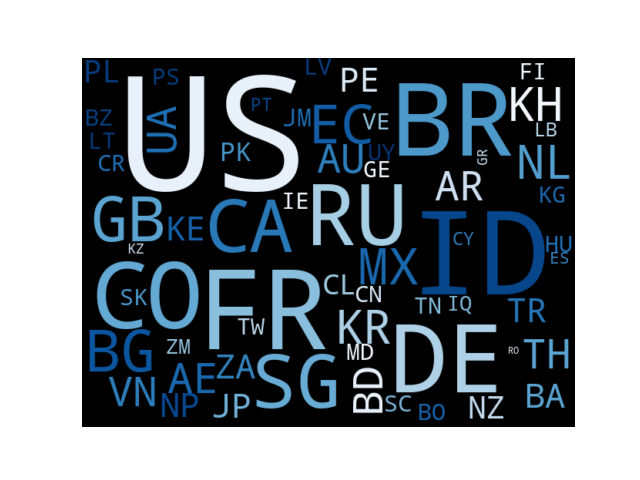 PL
PS
LV
PE
FI
US
PT
BR
KH
BZ
UA
JM
EC
VE
LB
LT
CR
PK
AU
UY
GE
GR
NL
AR
KG
GB
KE
CA
IE
RU
ID
CY
HU
ES
KZ
MX
CO
SK
FR
CL
CN
TN
IQ
TR
TW
KR
BG
ZM
MD
DE
RO
TH
VN
AE
ZA
SG
BD
NP
JP
SC
BO
NZ
BA